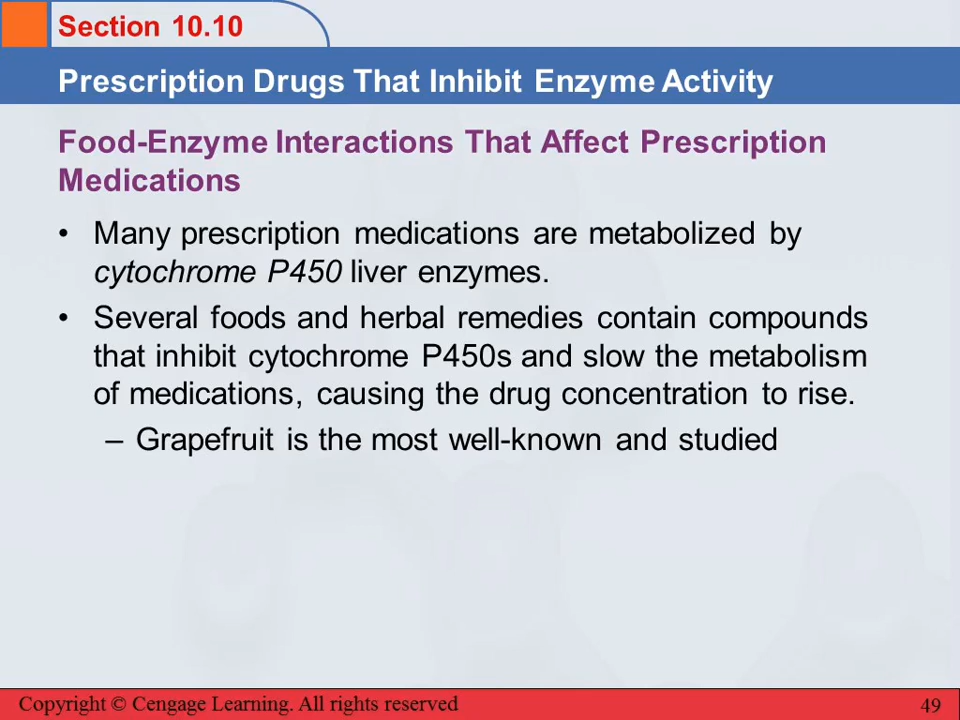 Section 10.10
Prescription Drugs That Inhibit Enzyme Activity
Food-Enzyme Interactions That Affect Prescription
Medications
• Many prescription medications are metabolized by
cytochrome P450 liver enzymes.
• Several foods and herbal remedies contain compounds
that inhibit cytochrome P450s and slow the metabolism
of medications, causing the drug concentration to rise.
– Grapefruit is the most well-known and studied
Copyright © Cengage Learning. All rights reserved
49